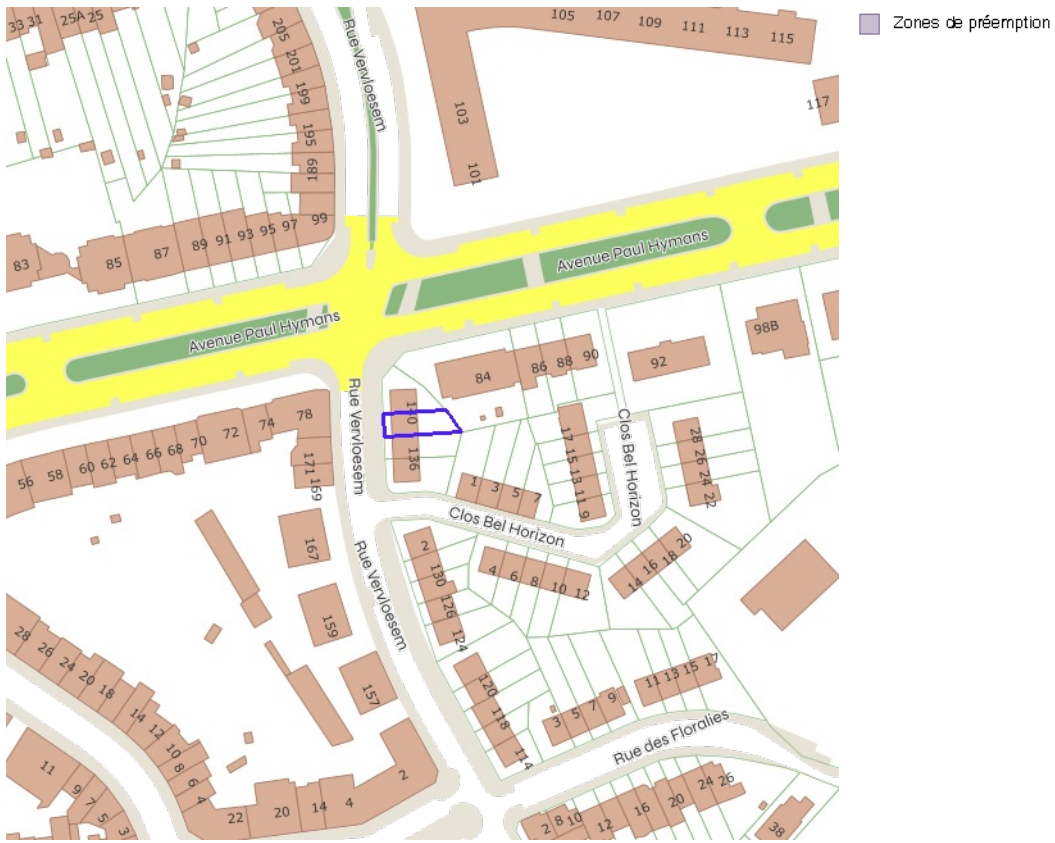 Zones de préemption
33 31 25A 25
205
201
199
195
189
99
Rue Vervloesem
105 107 109 111 113 115
103
101
117
83 85 87 89 91 93 95 97
Avenue Paul Hymans
Avenue Paul Hymans
98B
84 86 88 90 92
140
136
Rue Vervloesem
56 58 60 62 64 66 68 70 72 74 78
171
169
167
159
157
17 15 13 11 9
Clos Bel Horizon
28 26 24 22
1 3 5 7
Clos Bel Horizon
2
130
126
124
4 6 8 10 12
14 16 18 20
Rue Vervloesem
120
118
114
3 5 7 9
11 13 15 17
Rue des Floralies
28 26 24 20 18 14 12 10 8 6 4
22 20 14 4 2
11 9 7 5 3
2 8 10 12 16 20 24 26
38